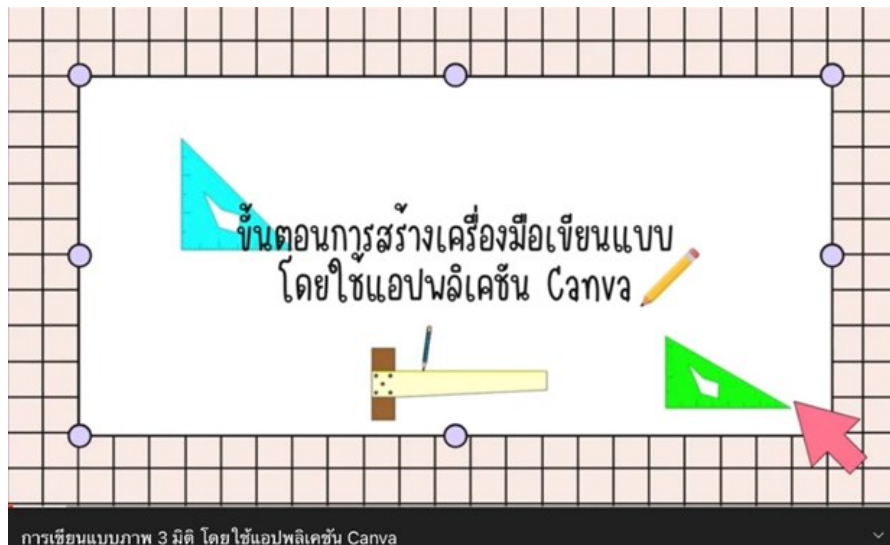 ขั้นตอนการสร้างเครื่องมือเขียนแบบ
โดยใช้แอปพลิเคชัน Canva
การเขียนแบบภาพ 3 มิติ โดยใช้แอปพลิเคชัน Canva